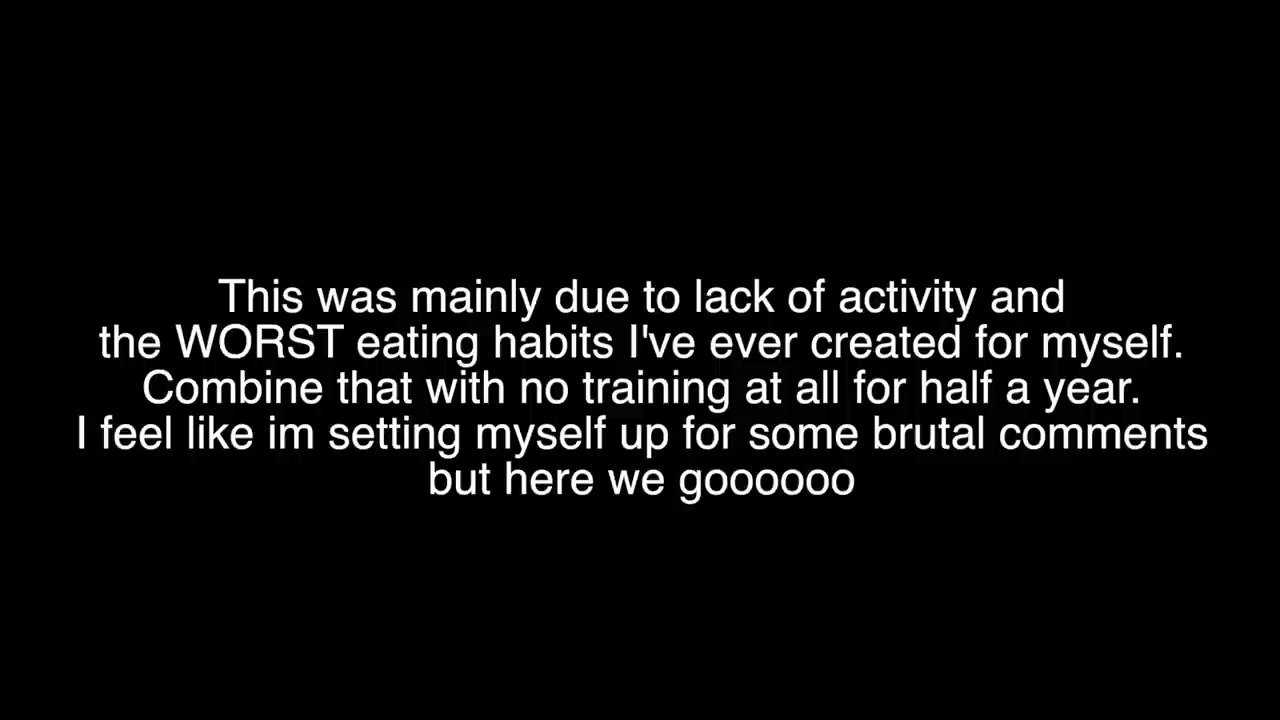 This was mainly due to lack of activity and
the WORST eating habits I've ever created for myself.
Combine that with no training at all for half a year.
I feel like im setting myself up for some brutal comments
but here we goooooo